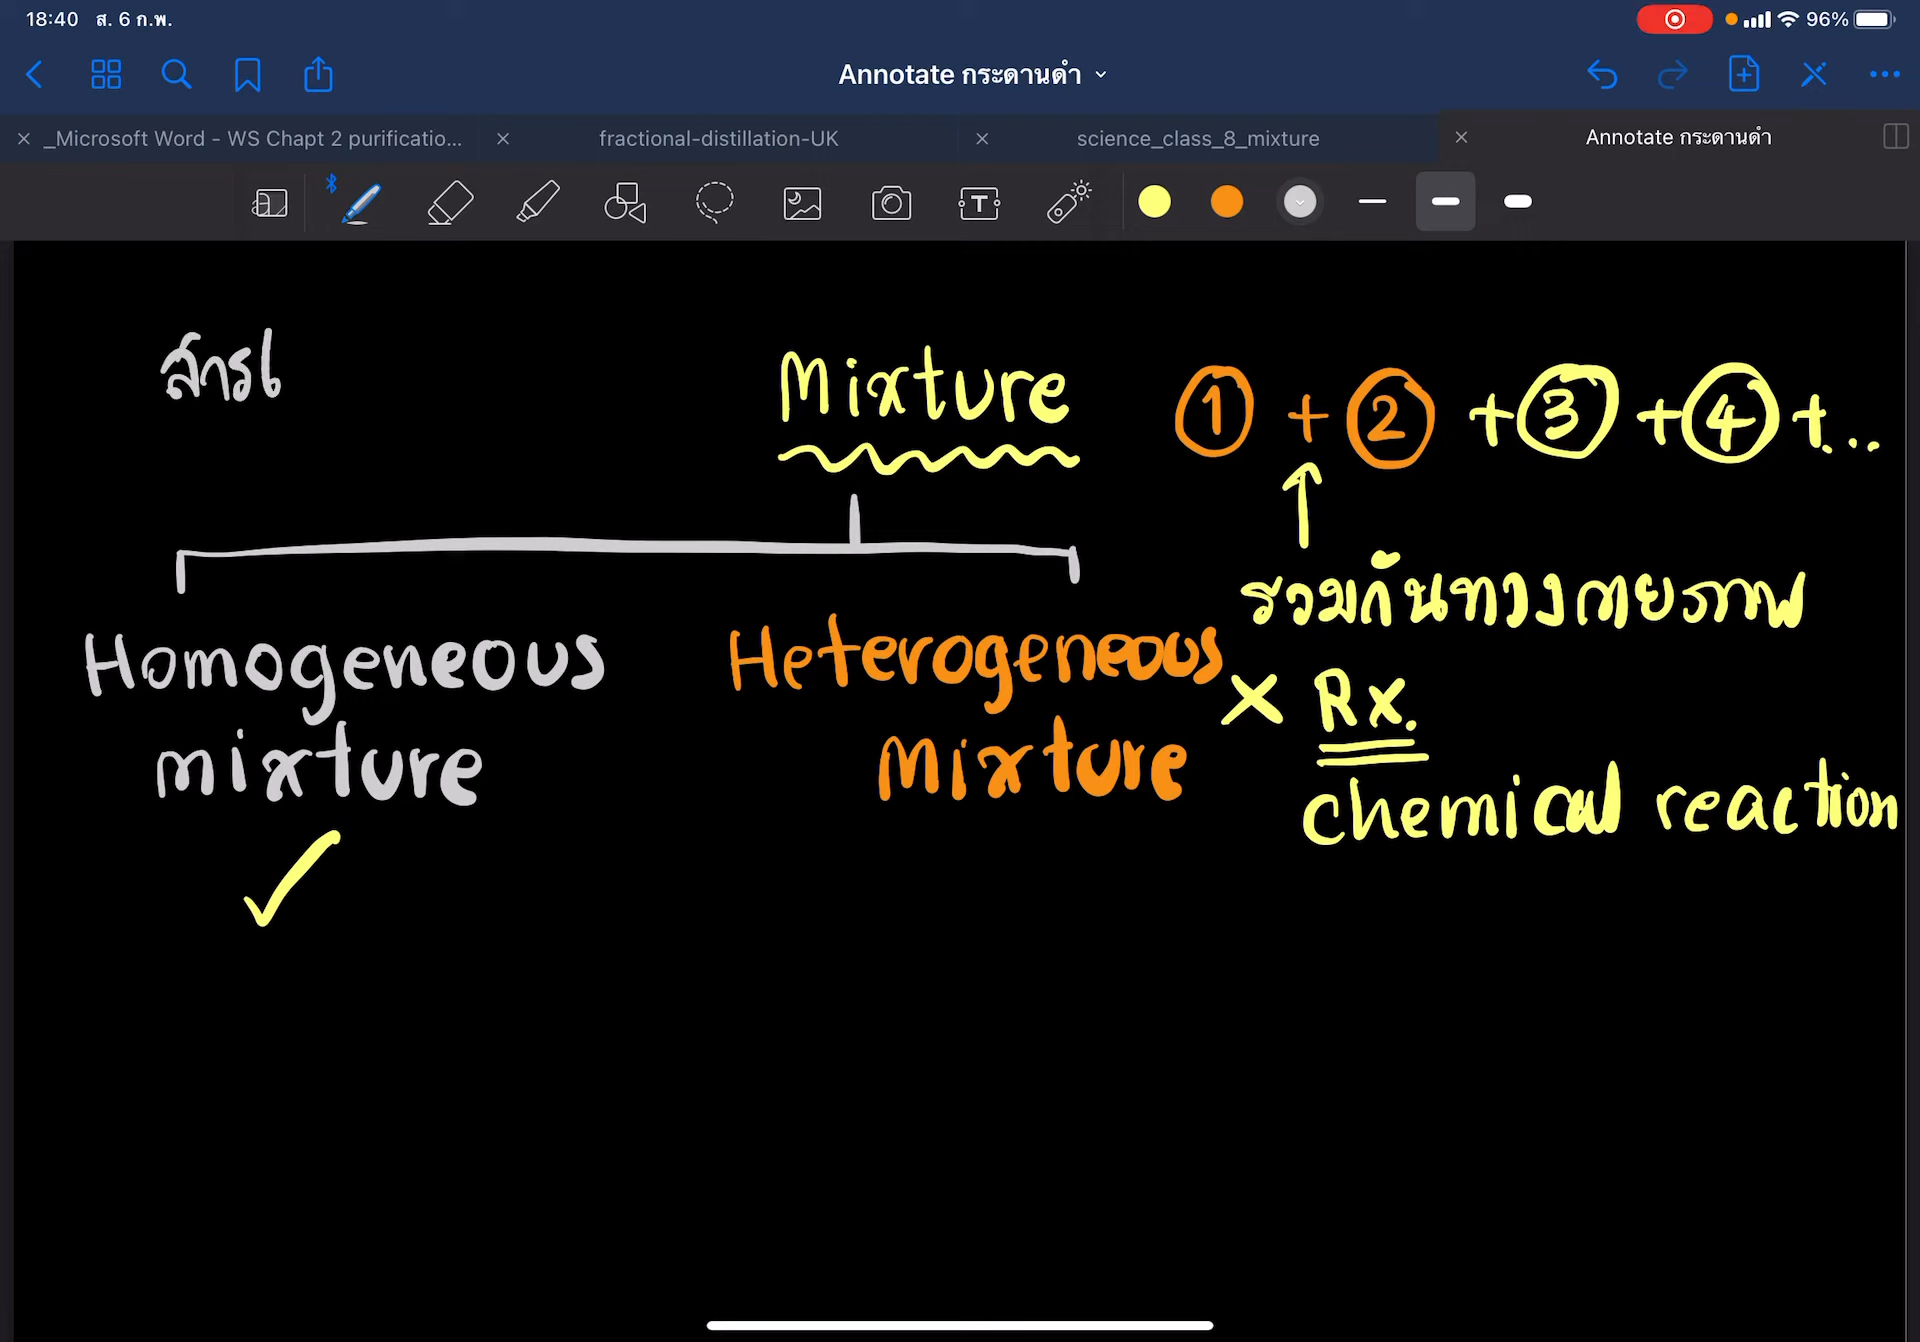 18:40 ส. 6 ก.พ. 96%
Annotate กระดานดำ
_Microsoft Word - WS Chapt 2 purificatio... fractional-distillation-UK science_class_8_mixture Annotate กระดานดำ
T
สารเ
Mixture ① + ② + ③ + ④ + ...
รวมกันทางกายภาพ
Homogeneous
mixture
Heterogeneous
Mixture
× Rx.
chemical reaction